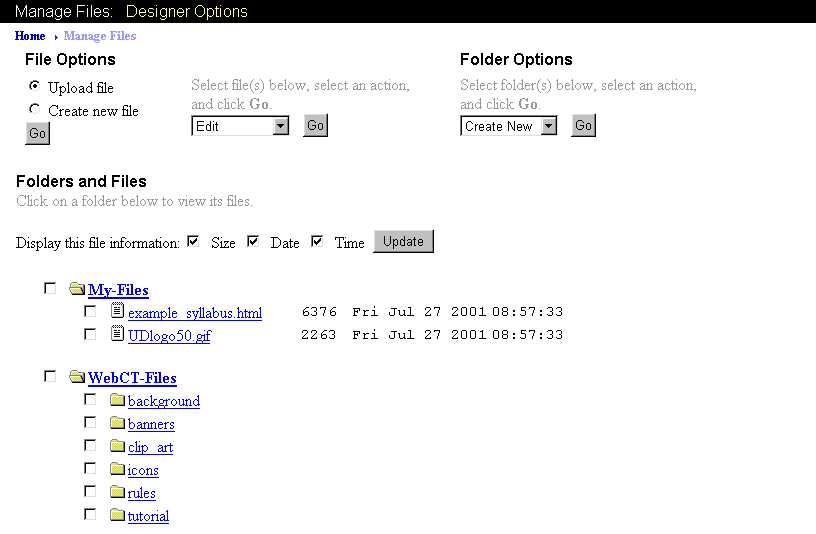 Manage Files: Designer Options
Home › Manage Files
File Options
Upload file
Create new file
Go
Select file(s) below, select an action,
and click Go.
Edit Go
Folder Options
Select folder(s) below, select an action,
and click Go.
Create New Go
Folders and Files
Click on a folder below to view its files.
Display this file information: Size Date Time Update
My-Files
example_syllabus.html 6376 Fri Jul 27 2001 08:57:33
UDlogo50.gif 2263 Fri Jul 27 2001 08:57:33
WebCT-Files
background
banners
clip_art
icons
rules
tutorial